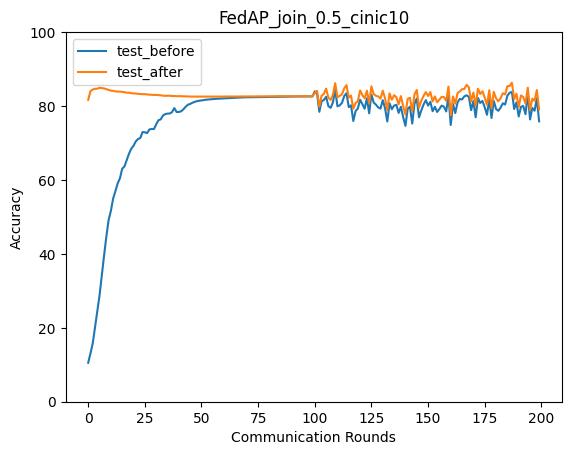 FedAP_join_0.5_cinic10
test_before
test_after
Accuracy
100
80
60
40
20
0
0 25 50 75 100 125 150 175 200
Communication Rounds